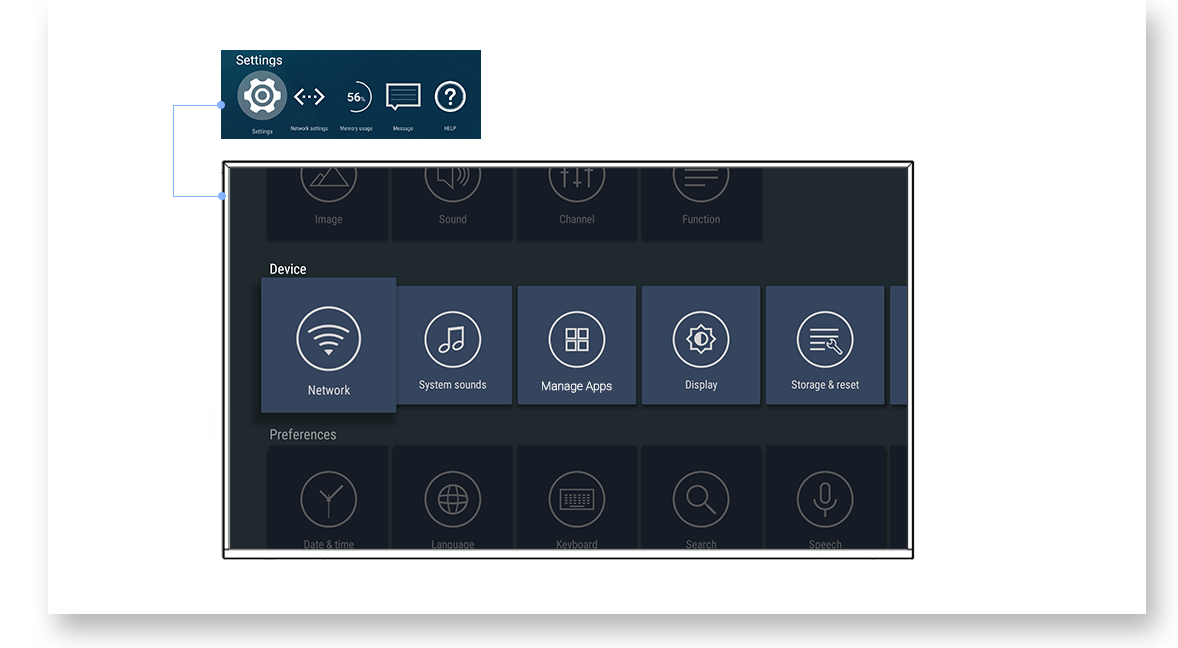 Settings
56%
Settings
Network settings
Memory usage
Message
HELP
Image
Sound
Channel
Function
Device
Network
System sounds
Manage Apps
Display
Storage & reset
Preferences
Date & time
Language
Keyboard
Search
Speech